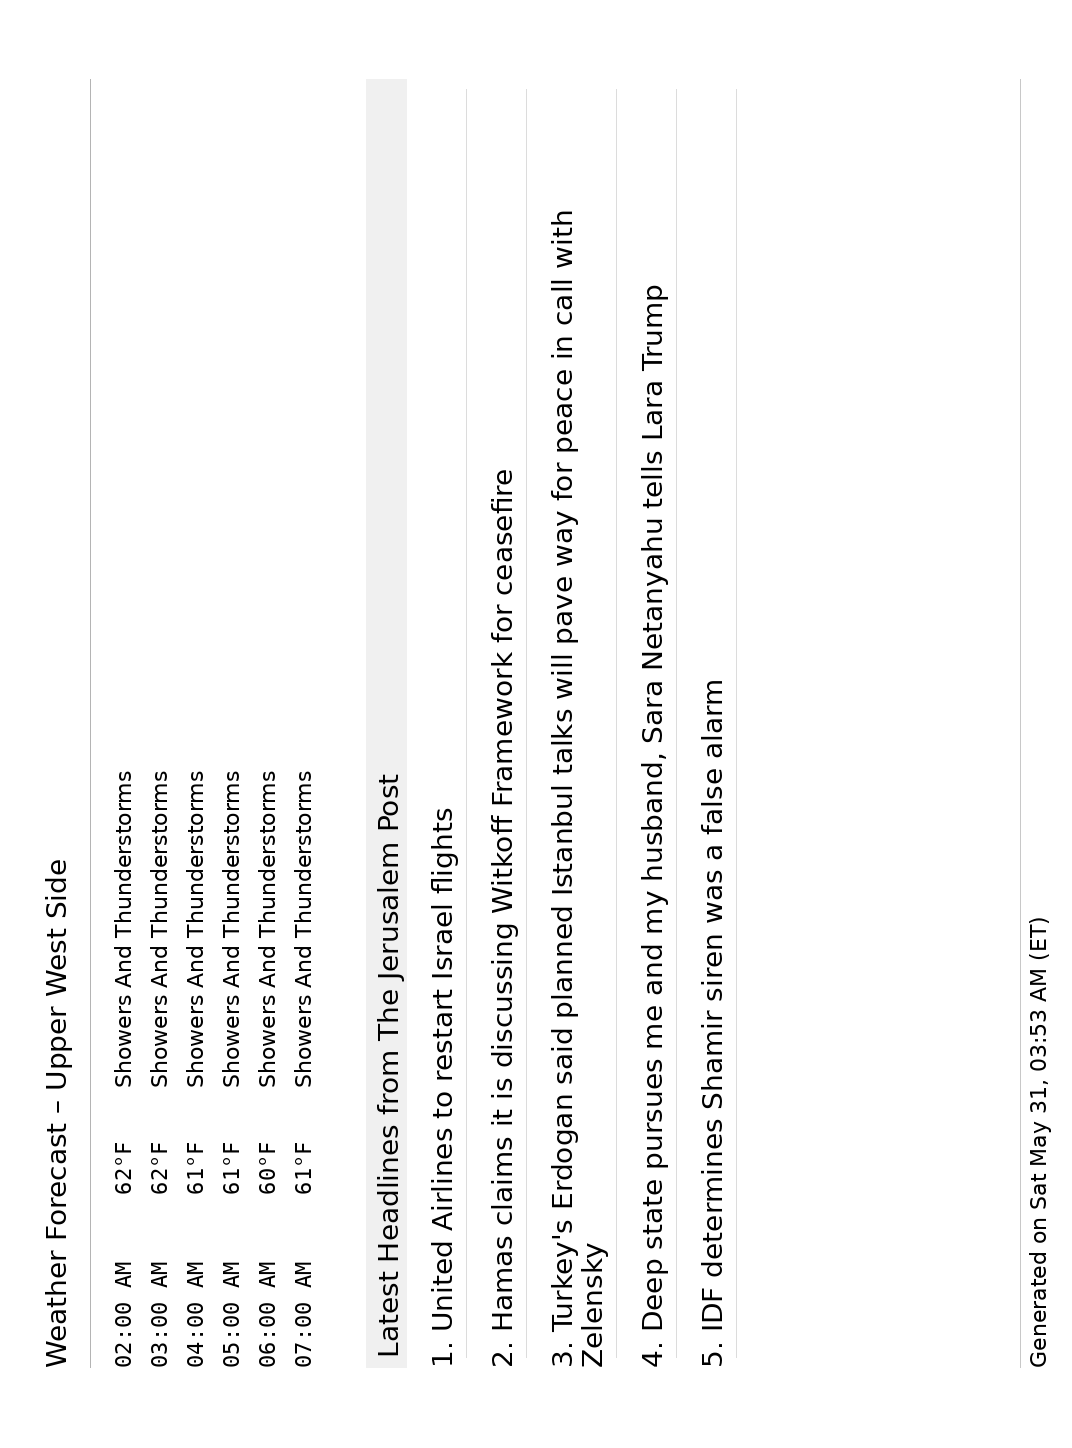 Weather Forecast – Upper West Side
02:00 AM 62°F Showers And Thunderstorms
03:00 AM 62°F Showers And Thunderstorms
04:00 AM 61°F Showers And Thunderstorms
05:00 AM 61°F Showers And Thunderstorms
06:00 AM 60°F Showers And Thunderstorms
07:00 AM 61°F Showers And Thunderstorms
Latest Headlines from The Jerusalem Post
1. United Airlines to restart Israel flights
2. Hamas claims it is discussing Witkoff Framework for ceasefire
3. Turkey's Erdogan said planned Istanbul talks will pave way for peace in call with
Zelensky
4. Deep state pursues me and my husband, Sara Netanyahu tells Lara Trump
5. IDF determines Shamir siren was a false alarm
Generated on Sat May 31, 03:53 AM (ET)